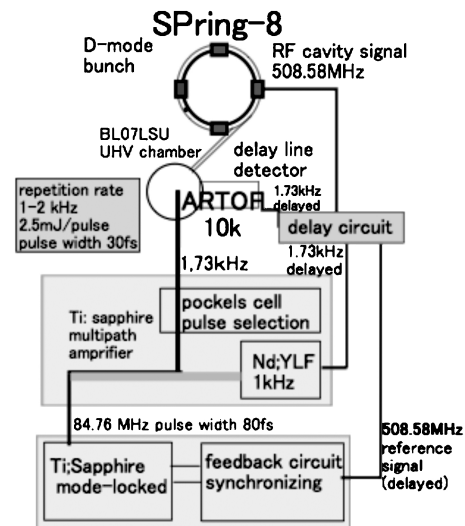 SPring-8
D-mode
bunch
RF cavity signal
508.58MHz
BL07LSU
UHV chamber
delay line
detector
repetition rate
1-2 kHz
2.5mJ/pulse
pulse width 30fs
ARTOF
10k
1.73kHz
delayed
delay circuit
1.73kHz
delayed
1,73kHz
pockels cell
pulse selection
Ti: sapphire
multipath
amprifier
Nd;YLF
1kHz
84.76 MHz pulse width 80fs
508.58MHz
reference
signal
(delayed)
Ti;Sapphire
mode-locked
feedback circuit
synchronizing